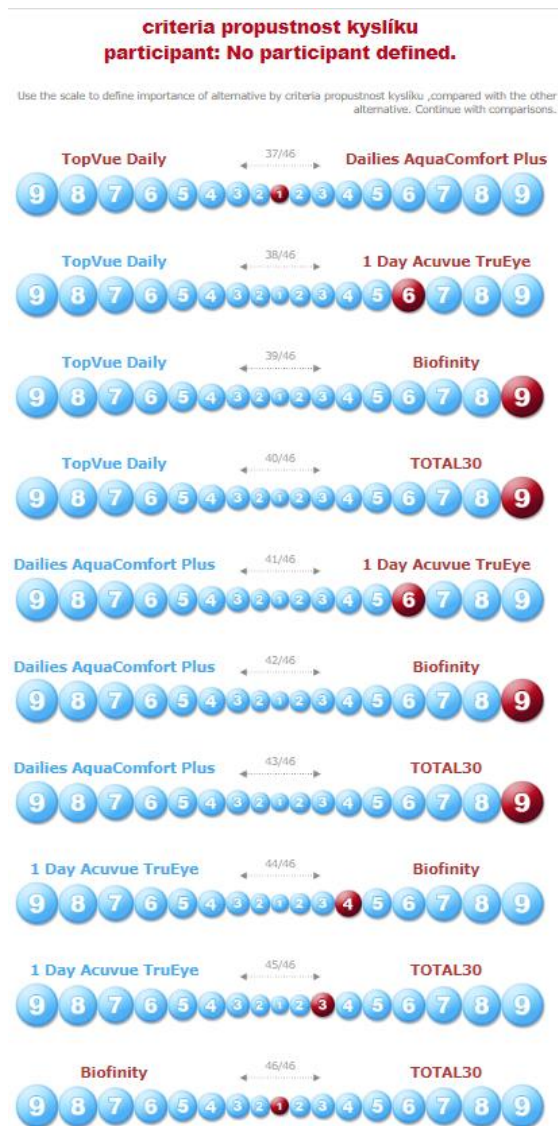 criteria propustnost kyslíku
participant: No participant defined.
Use the scale to define importance of alternative by criteria propustnost kyslíku ,compared with the other
alternative. Continue with comparisons.
TopVue Daily 37/46 Dailies AquaComfort Plus
9 8 7 6 5 4 3 2 1 2 3 4 5 6 7 8 9
TopVue Daily 38/46 1 Day Acuvue TruEye
9 8 7 6 5 4 3 2 1 2 3 4 5 6 7 8 9
TopVue Daily 39/46 Biofinity
9 8 7 6 5 4 3 2 1 2 3 4 5 6 7 8 9
TopVue Daily 40/46 TOTAL30
9 8 7 6 5 4 3 2 1 2 3 4 5 6 7 8 9
Dailies AquaComfort Plus 41/46 1 Day Acuvue TruEye
9 8 7 6 5 4 3 2 1 2 3 4 5 6 7 8 9
Dailies AquaComfort Plus 42/46 Biofinity
9 8 7 6 5 4 3 2 1 2 3 4 5 6 7 8 9
Dailies AquaComfort Plus 43/46 TOTAL30
9 8 7 6 5 4 3 2 1 2 3 4 5 6 7 8 9
1 Day Acuvue TruEye 44/46 Biofinity
9 8 7 6 5 4 3 2 1 2 3 4 5 6 7 8 9
1 Day Acuvue TruEye 45/46 TOTAL30
9 8 7 6 5 4 3 2 1 2 3 4 5 6 7 8 9
Biofinity 46/46 TOTAL30
9 8 7 6 5 4 3 2 1 2 3 4 5 6 7 8 9